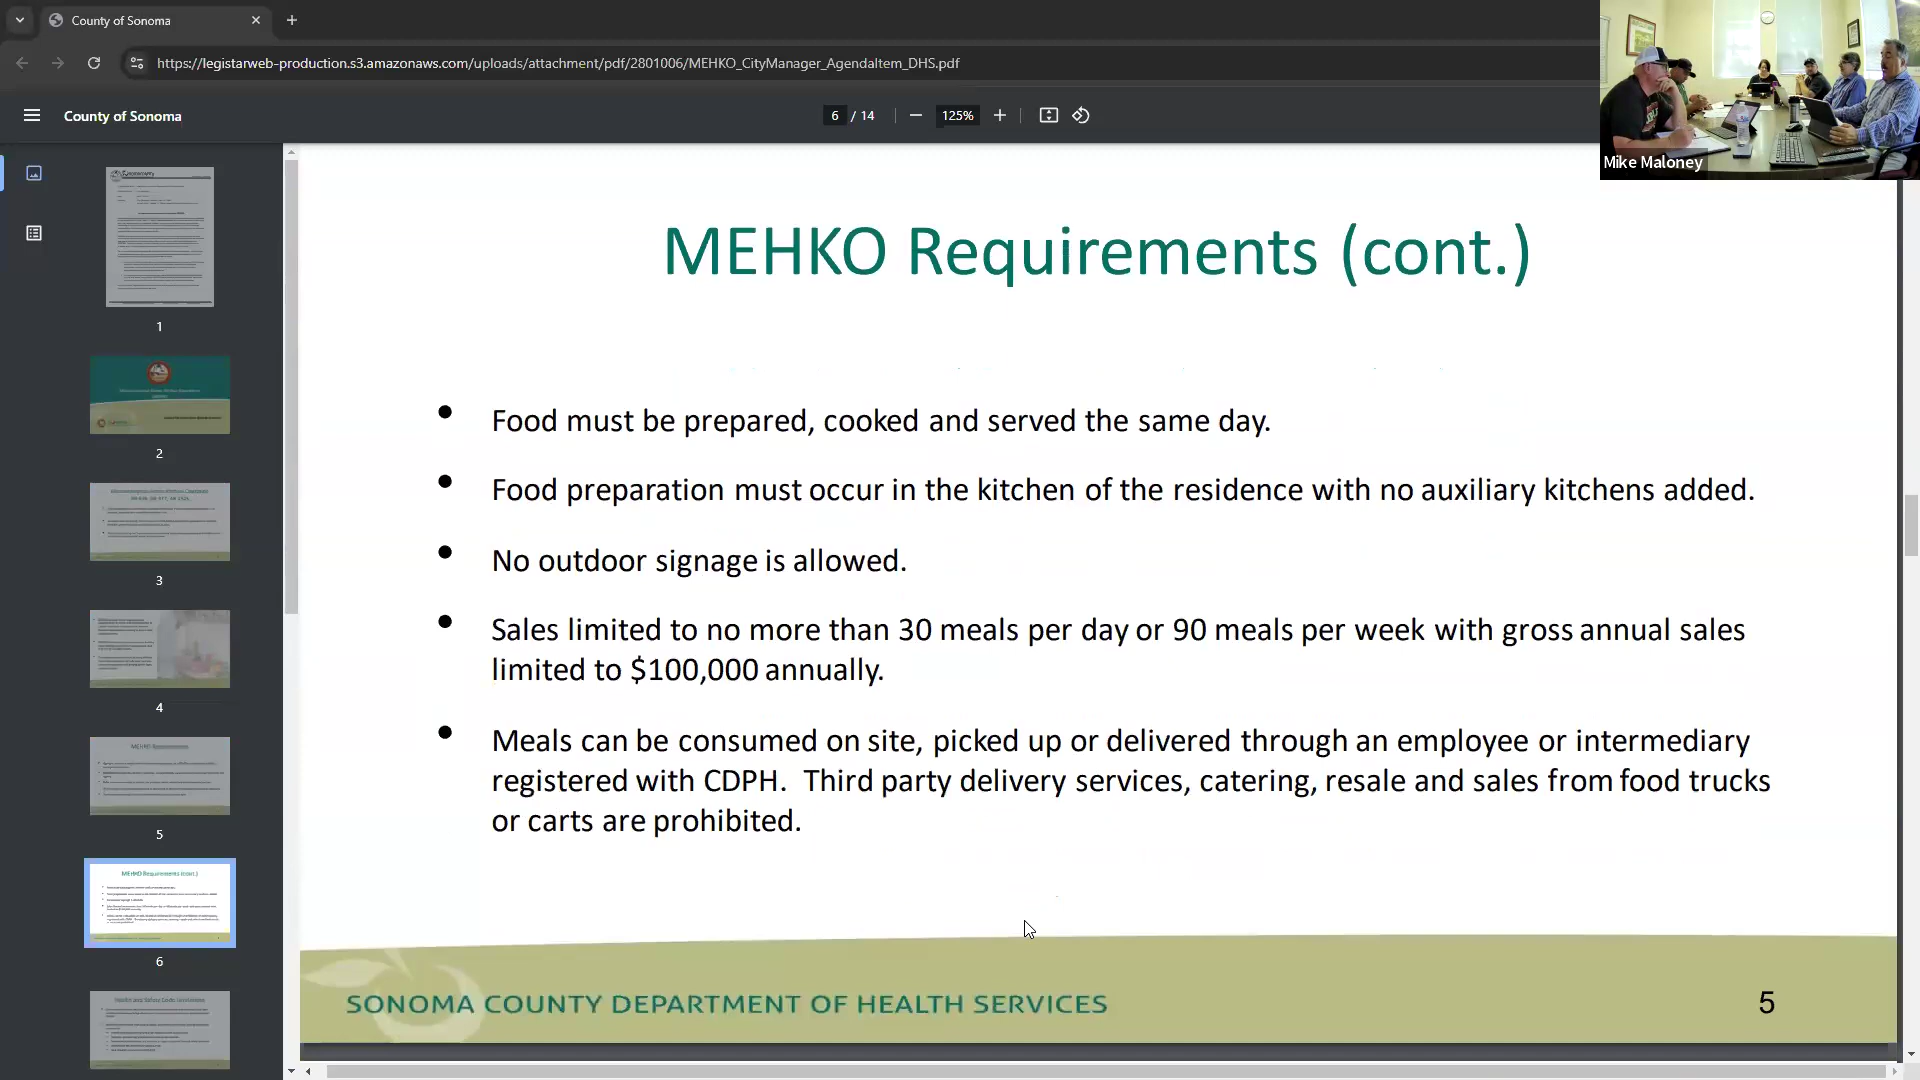 County of Sonoma
https://legistarweb-production.s3.amazonaws.com/uploads/attachment/pdf/2801006/MEHKO_CityManager_AgendaItem_DHS.pdf
County of Sonoma
6 / 14
125%
Mike Maloney
1
2
3
4
MEHKO Requirements
5
MEHKO Requirements (cont.)
6
MEHKO Requirements (cont.)
• Food must be prepared, cooked and served the same day.
• Food preparation must occur in the kitchen of the residence with no auxiliary kitchens added.
• No outdoor signage is allowed.
• Sales limited to no more than 30 meals per day or 90 meals per week with gross annual sales
limited to $100,000 annually.
• Meals can be consumed on site, picked up or delivered through an employee or intermediary
registered with CDPH. Third party delivery services, catering, resale and sales from food trucks
or carts are prohibited.
SONOMA COUNTY DEPARTMENT OF HEALTH SERVICES
5